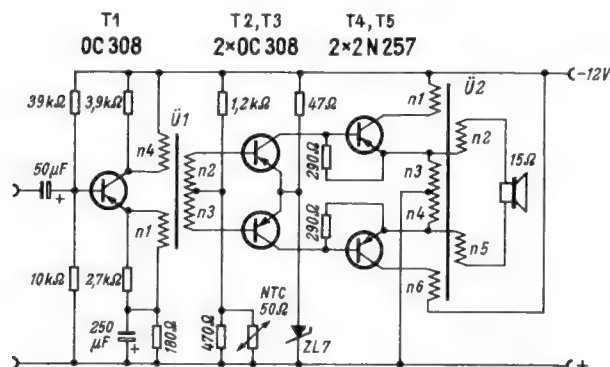 T1 T2,T3 T4,T5
OC 308 2×OC 308 2×2 N 257
-12V
39kΩ 3,9kΩ Ü1 1,2kΩ 47Ω n1 Ü2
n4 n2
50µF n2 290Ω n3 15Ω
+
n3 n4
n1 290Ω n5
10kΩ 2,7kΩ NTC n6
50Ω
250 µF 180Ω 470Ω ZL7
+ +